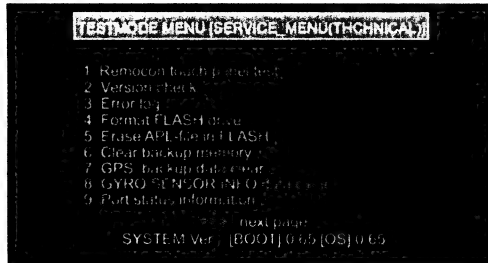 TESTMODE MENU [SERVICE_MENU(THCHNICAL)]
1 Remocon touch panel test
2 Version check
3 Error log
4 Format FLASH drive
5 Erase APL-file in FLASH
6 Clear backup memory
7 GPS backup data clear
8 GYRO SENSOR INFO data clear
9 Port status information
next page
SYSTEM Ver : [BOOT] 0.65 [OS] 0.65